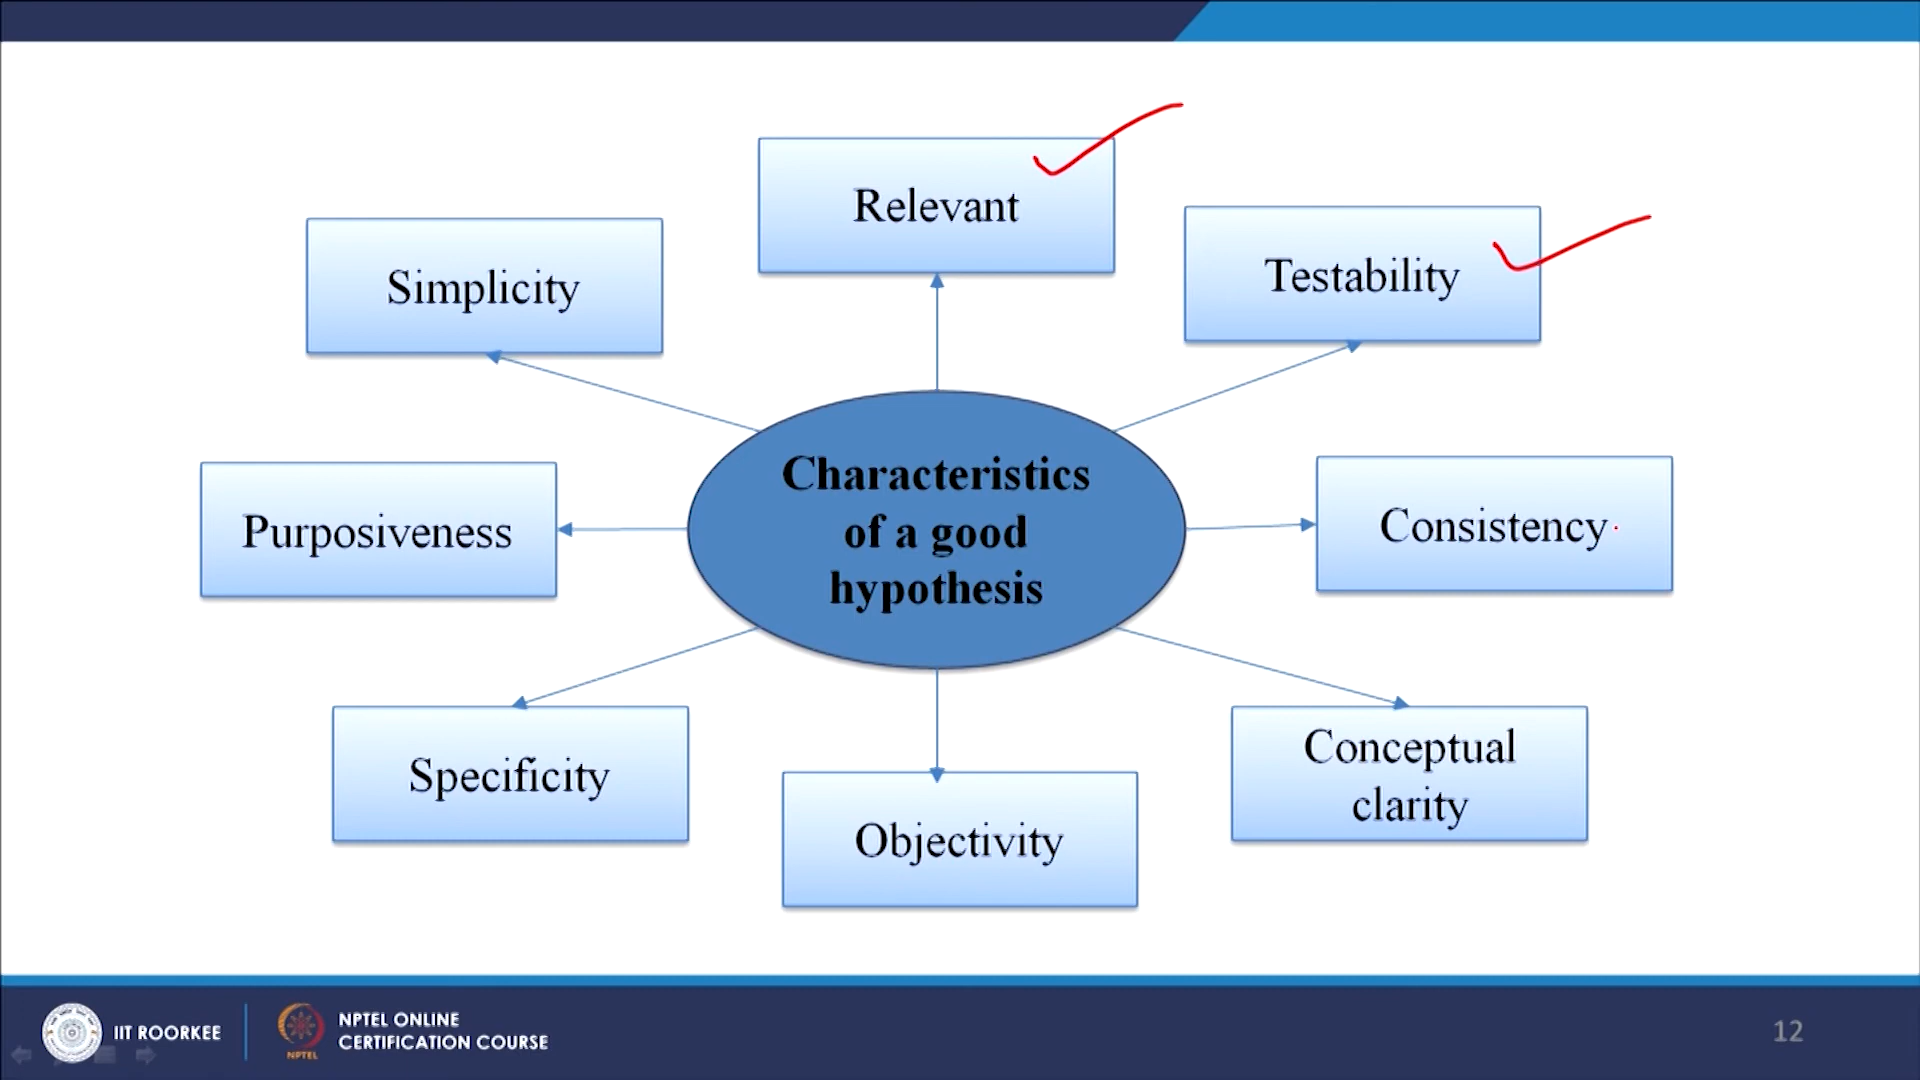 Relevant
Simplicity
Testability
Characteristics
of a good
hypothesis
Purposiveness
Consistency
Specificity
Conceptual
clarity
Objectivity
IIT ROORKEE
NPTEL
NPTEL ONLINE
CERTIFICATION COURSE
12